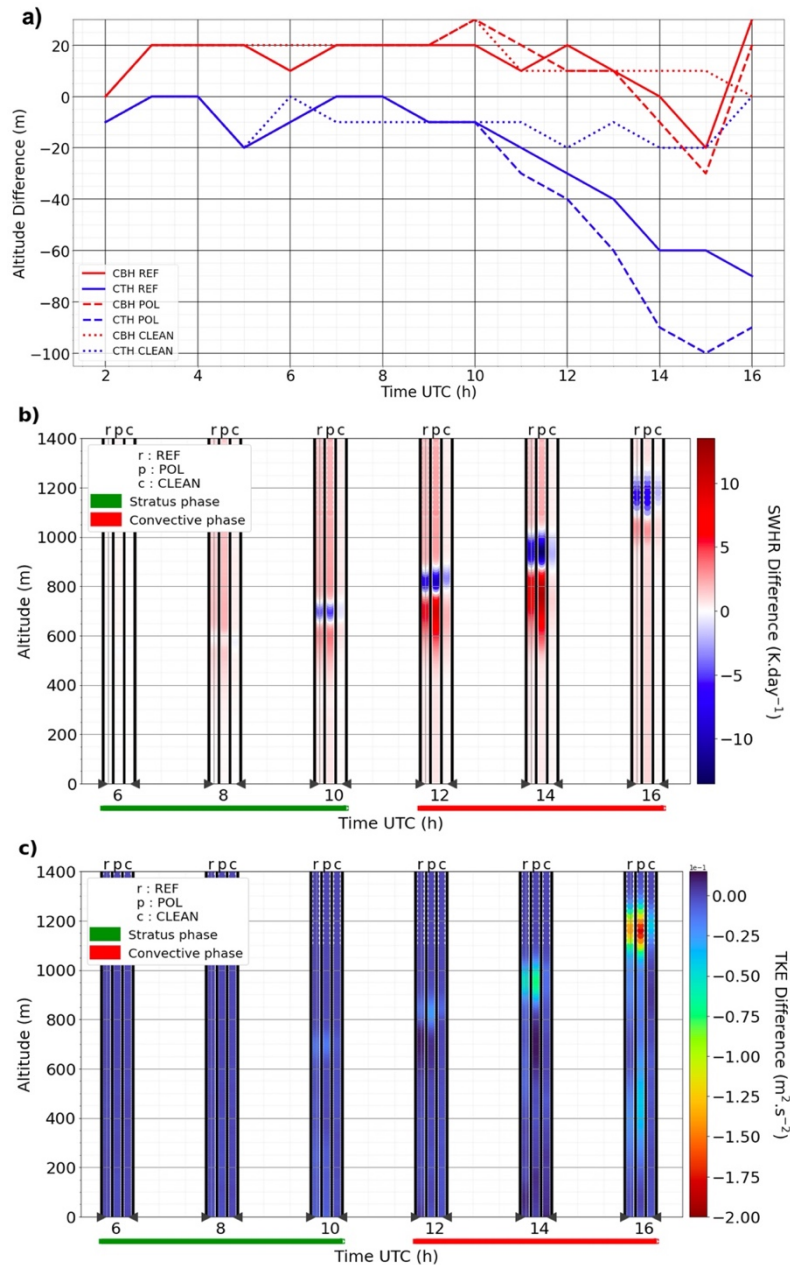 a)
20
0
−20
−40
−60
−80
−100
Altitude Difference (m)
CBH REF
CTH REF
CBH POL
CTH POL
CBH CLEAN
CTH CLEAN
2 4 6 8 10 12 14 16
Time UTC (h)
b)
r p c r p c r p c r p c r p c r p c
1400
1200
1000
800
600
400
200
0
Altitude (m)
r : REF
p : POL
c : CLEAN
Stratus phase
Convective phase
6 8 10 12 14 16
Time UTC (h)
10
5
0
−5
−10
SWHR Difference (K.day⁻¹)
c)
r p c r p c r p c r p c r p c r p c
1400
1200
1000
800
600
400
200
0
Altitude (m)
r : REF
p : POL
c : CLEAN
Stratus phase
Convective phase
6 8 10 12 14 16
Time UTC (h)
1e−1
0.00
−0.25
−0.50
−0.75
−1.00
−1.25
−1.50
−1.75
−2.00
TKE Difference (m².s⁻²)